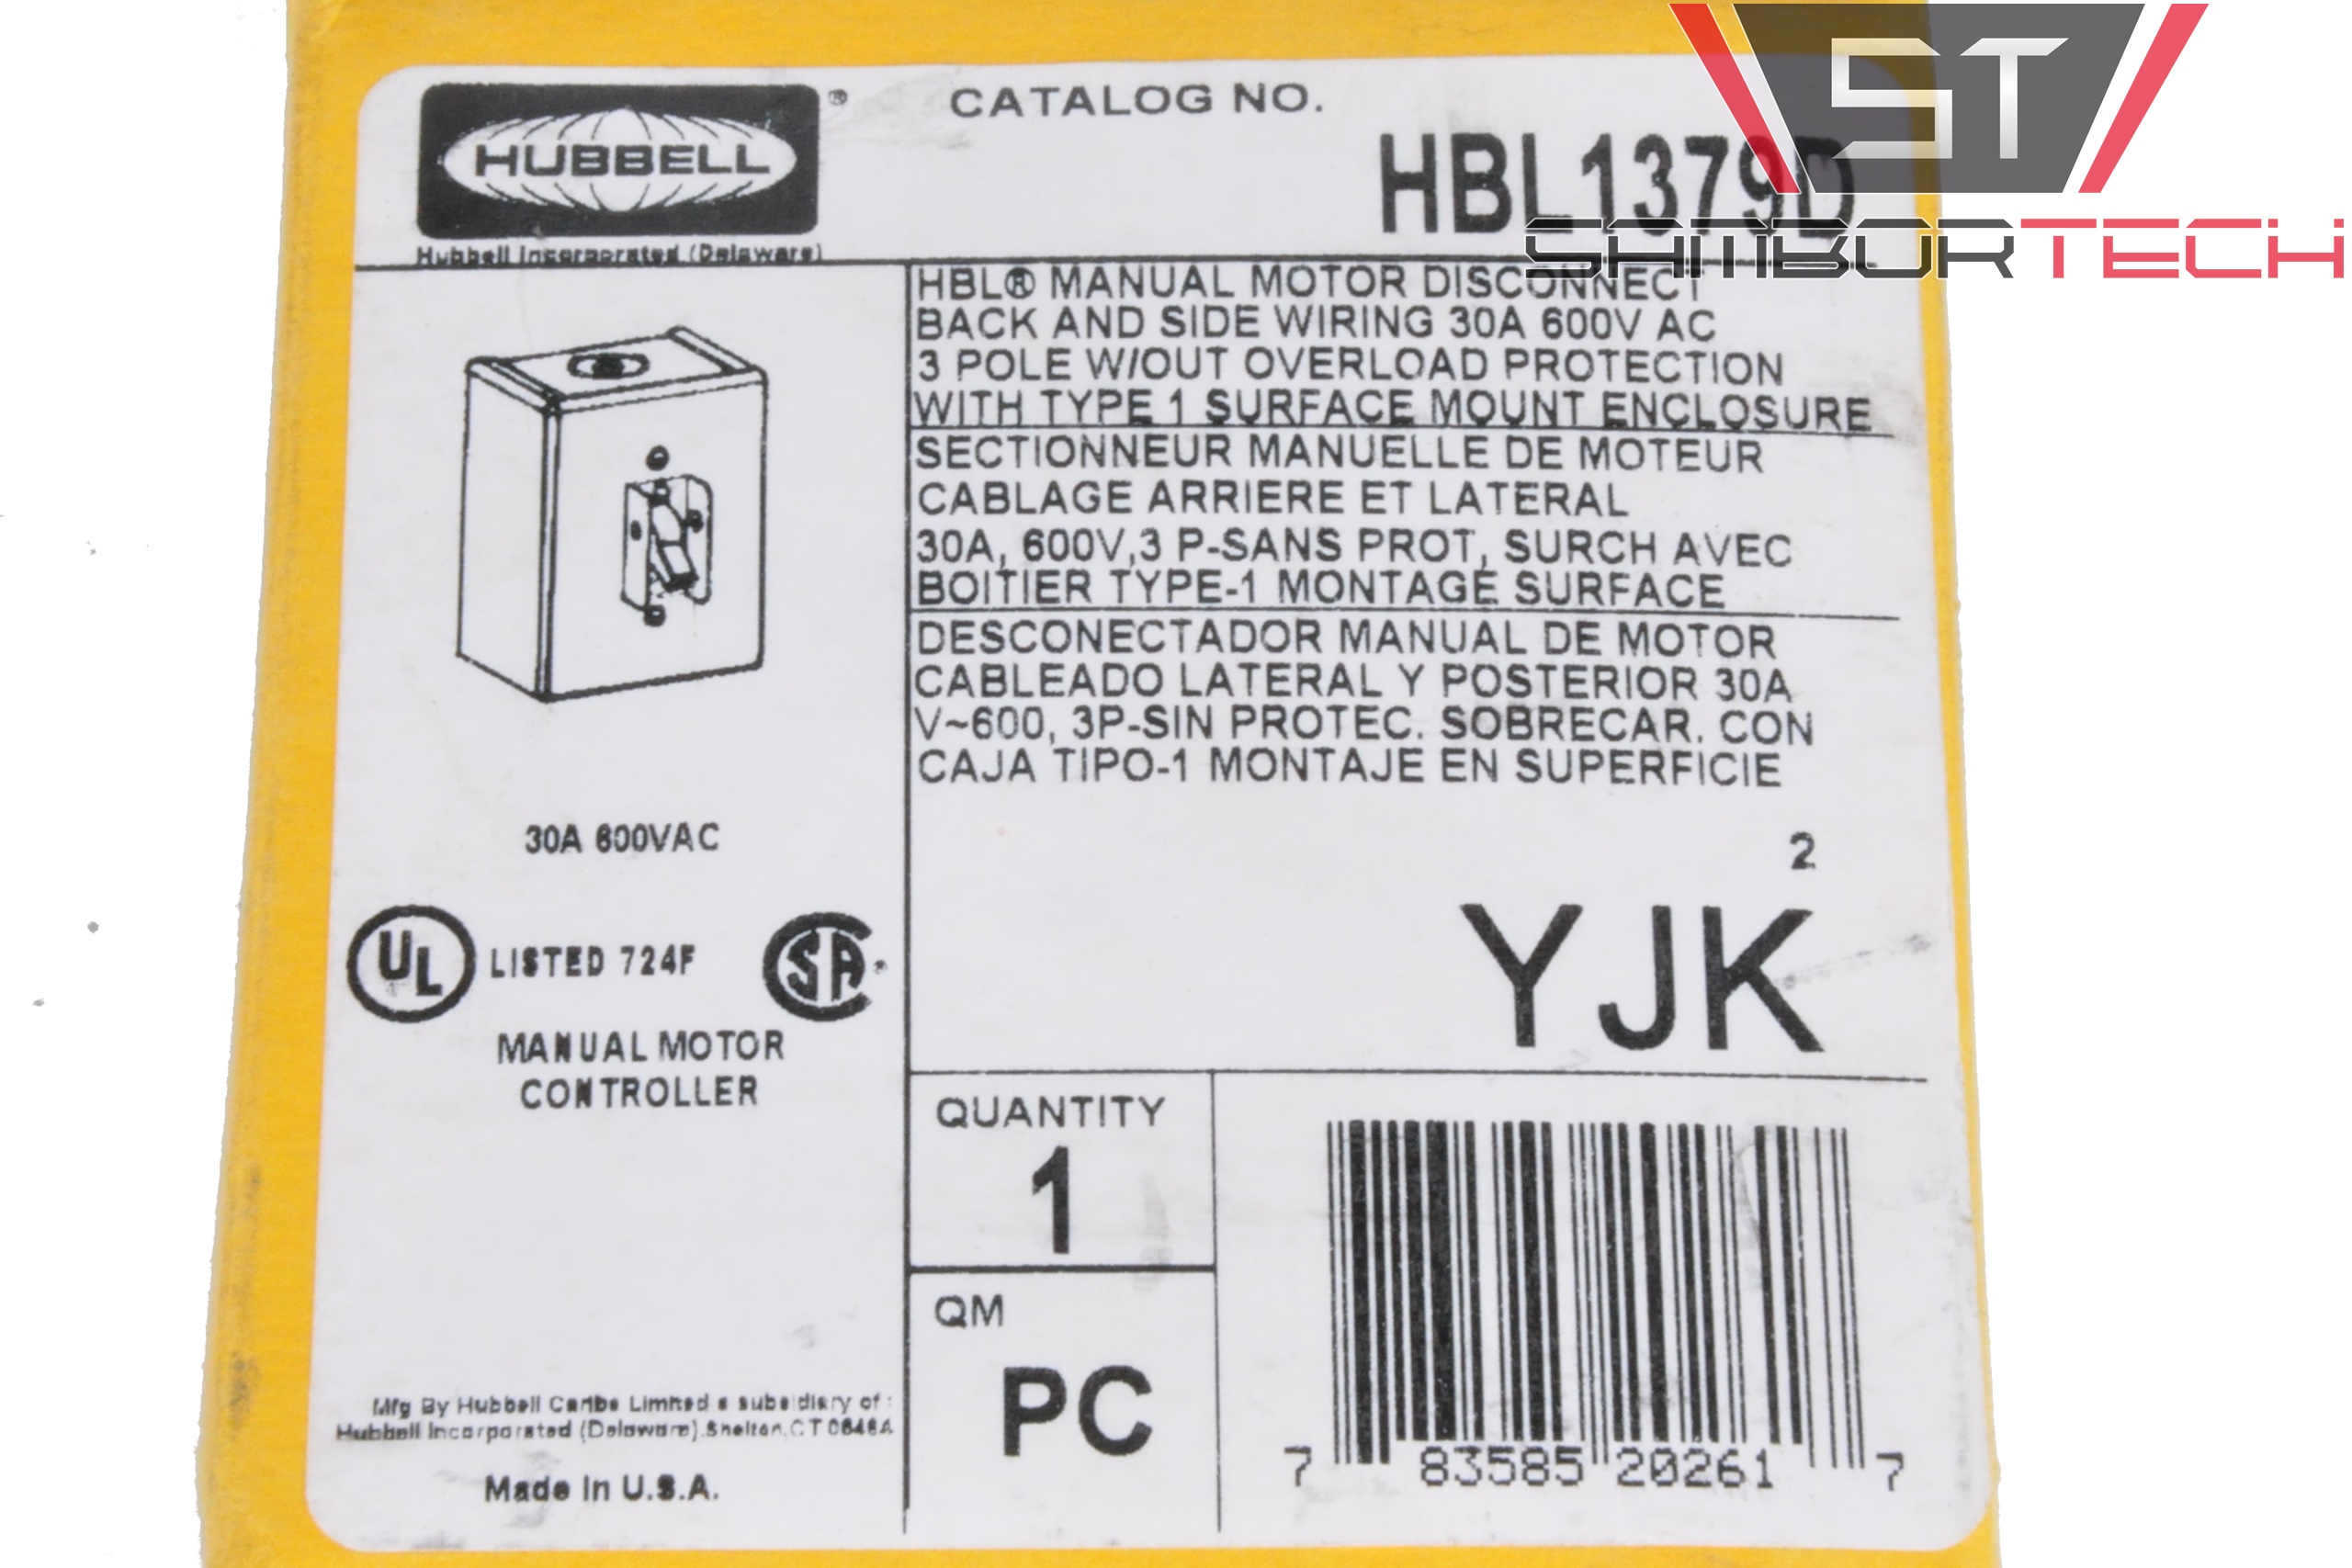 ST
SAMBORTECH
HUBBELL®
CATALOG NO.
HBL1379D
Hubbell Incorporated (Delaware)
HBL® MANUAL MOTOR DISCONNECT
BACK AND SIDE WIRING 30A 600V AC
3 POLE W/OUT OVERLOAD PROTECTION
WITH TYPE 1 SURFACE MOUNT ENCLOSURE
SECTIONNEUR MANUELLE DE MOTEUR
CABLAGE ARRIERE ET LATERAL
30A, 600V,3 P-SANS PROT, SURCH AVEC
BOITIER TYPE-1 MONTAGE SURFACE
DESCONECTADOR MANUAL DE MOTOR
CABLEADO LATERAL Y POSTERIOR 30A
V~600, 3P-SIN PROTEC. SOBRECAR. CON
CAJA TIPO-1 MONTAJE EN SUPERFICIE
30A 600VAC
UL LISTED 724F SA
MANUAL MOTOR
CONTROLLER
2
YJK
QUANTITY
1
QM
PC
Mfg By Hubbell Caribe Limited a subsidiary of :
Hubbell Incorporated (Delaware).Shelton,CT
Made in U.S.A.
7 83585 20261 7